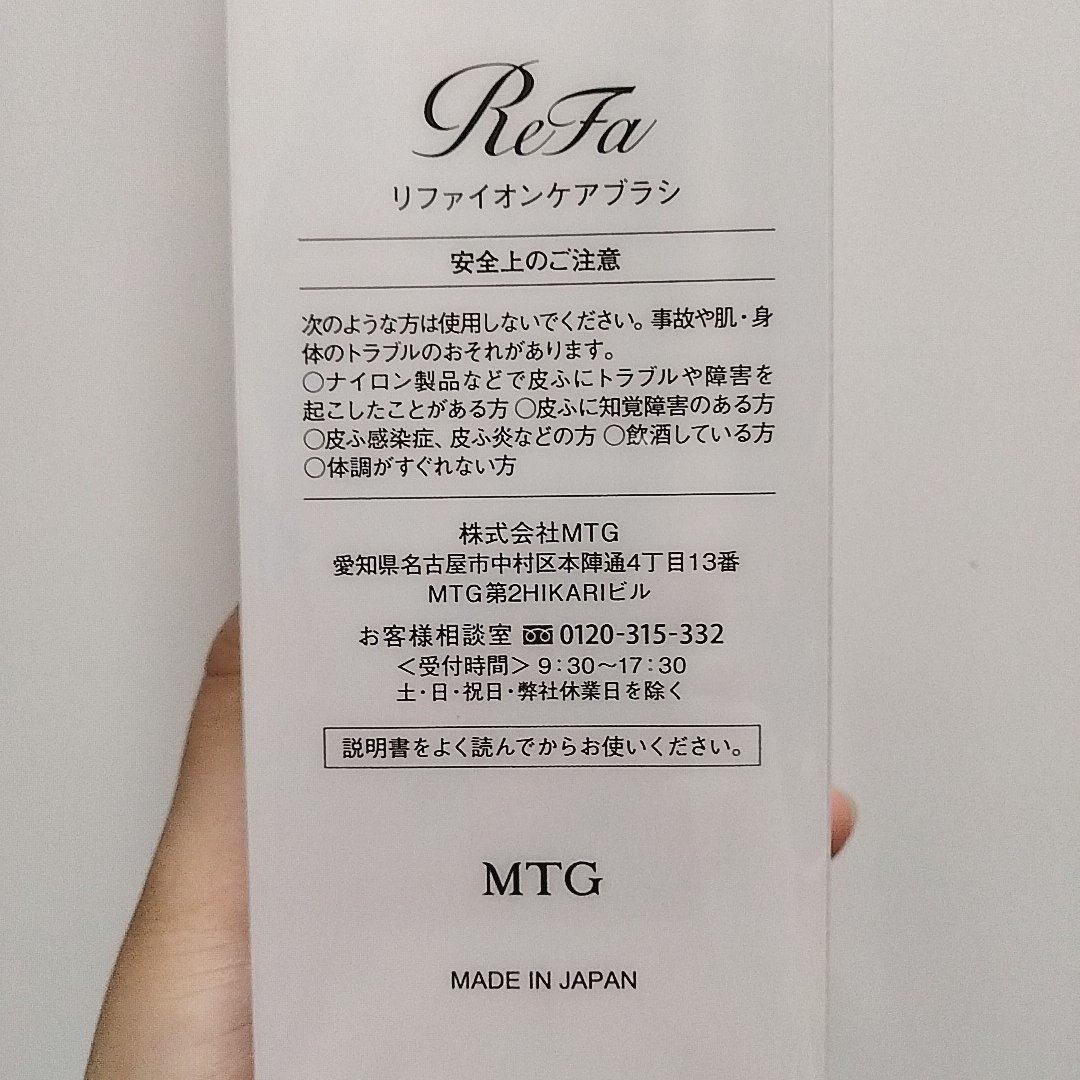 ReFa
リファイオンケアブラシ
安全上のご注意
次のような方は使用しないでください。事故や肌・身
体のトラブルのおそれがあります。
○ナイロン製品などで皮ふにトラブルや障害を
起こしたことがある方 ○皮ふに知覚障害のある方
○皮ふ感染症、皮ふ炎などの方 ○飲酒している方
○体調がすぐれない方
株式会社MTG
愛知県名古屋市中村区本陣通4丁目13番
MTG第2HIKARIビル
お客様相談室 0120-315-332
＜受付時間＞ 9：30～17：30
土・日・祝日・弊社休業日を除く
説明書をよく読んでからお使いください。
MTG
MADE IN JAPAN